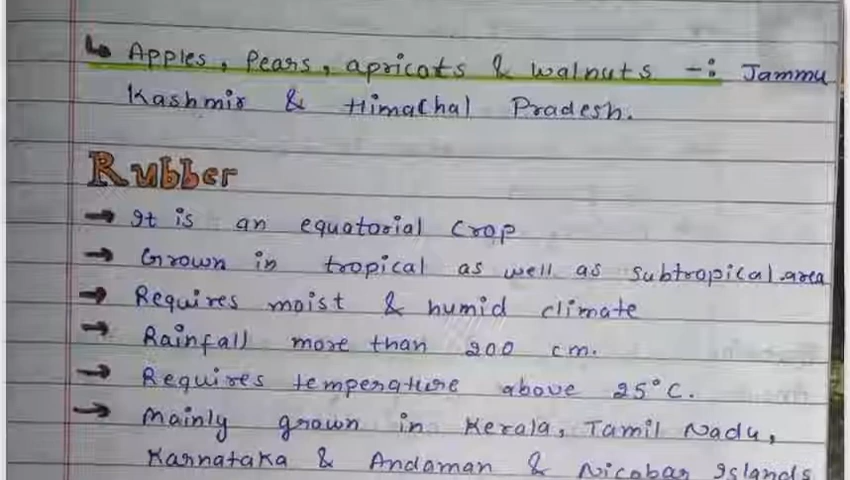 ↳ Apples, Pears, apricots & walnuts -: Jammu
Kashmir & Himachal Pradesh.
Rubber
→ It is an equatorial crop
→ Grown in tropical as well as subtropical area
→ Requires moist & humid climate
→ Rainfall more than 200 cm.
→ Requires temperature above 25°C.
→ Mainly grown in Kerala, Tamil Nadu,
Karnataka & Andaman & Nicobar Islands